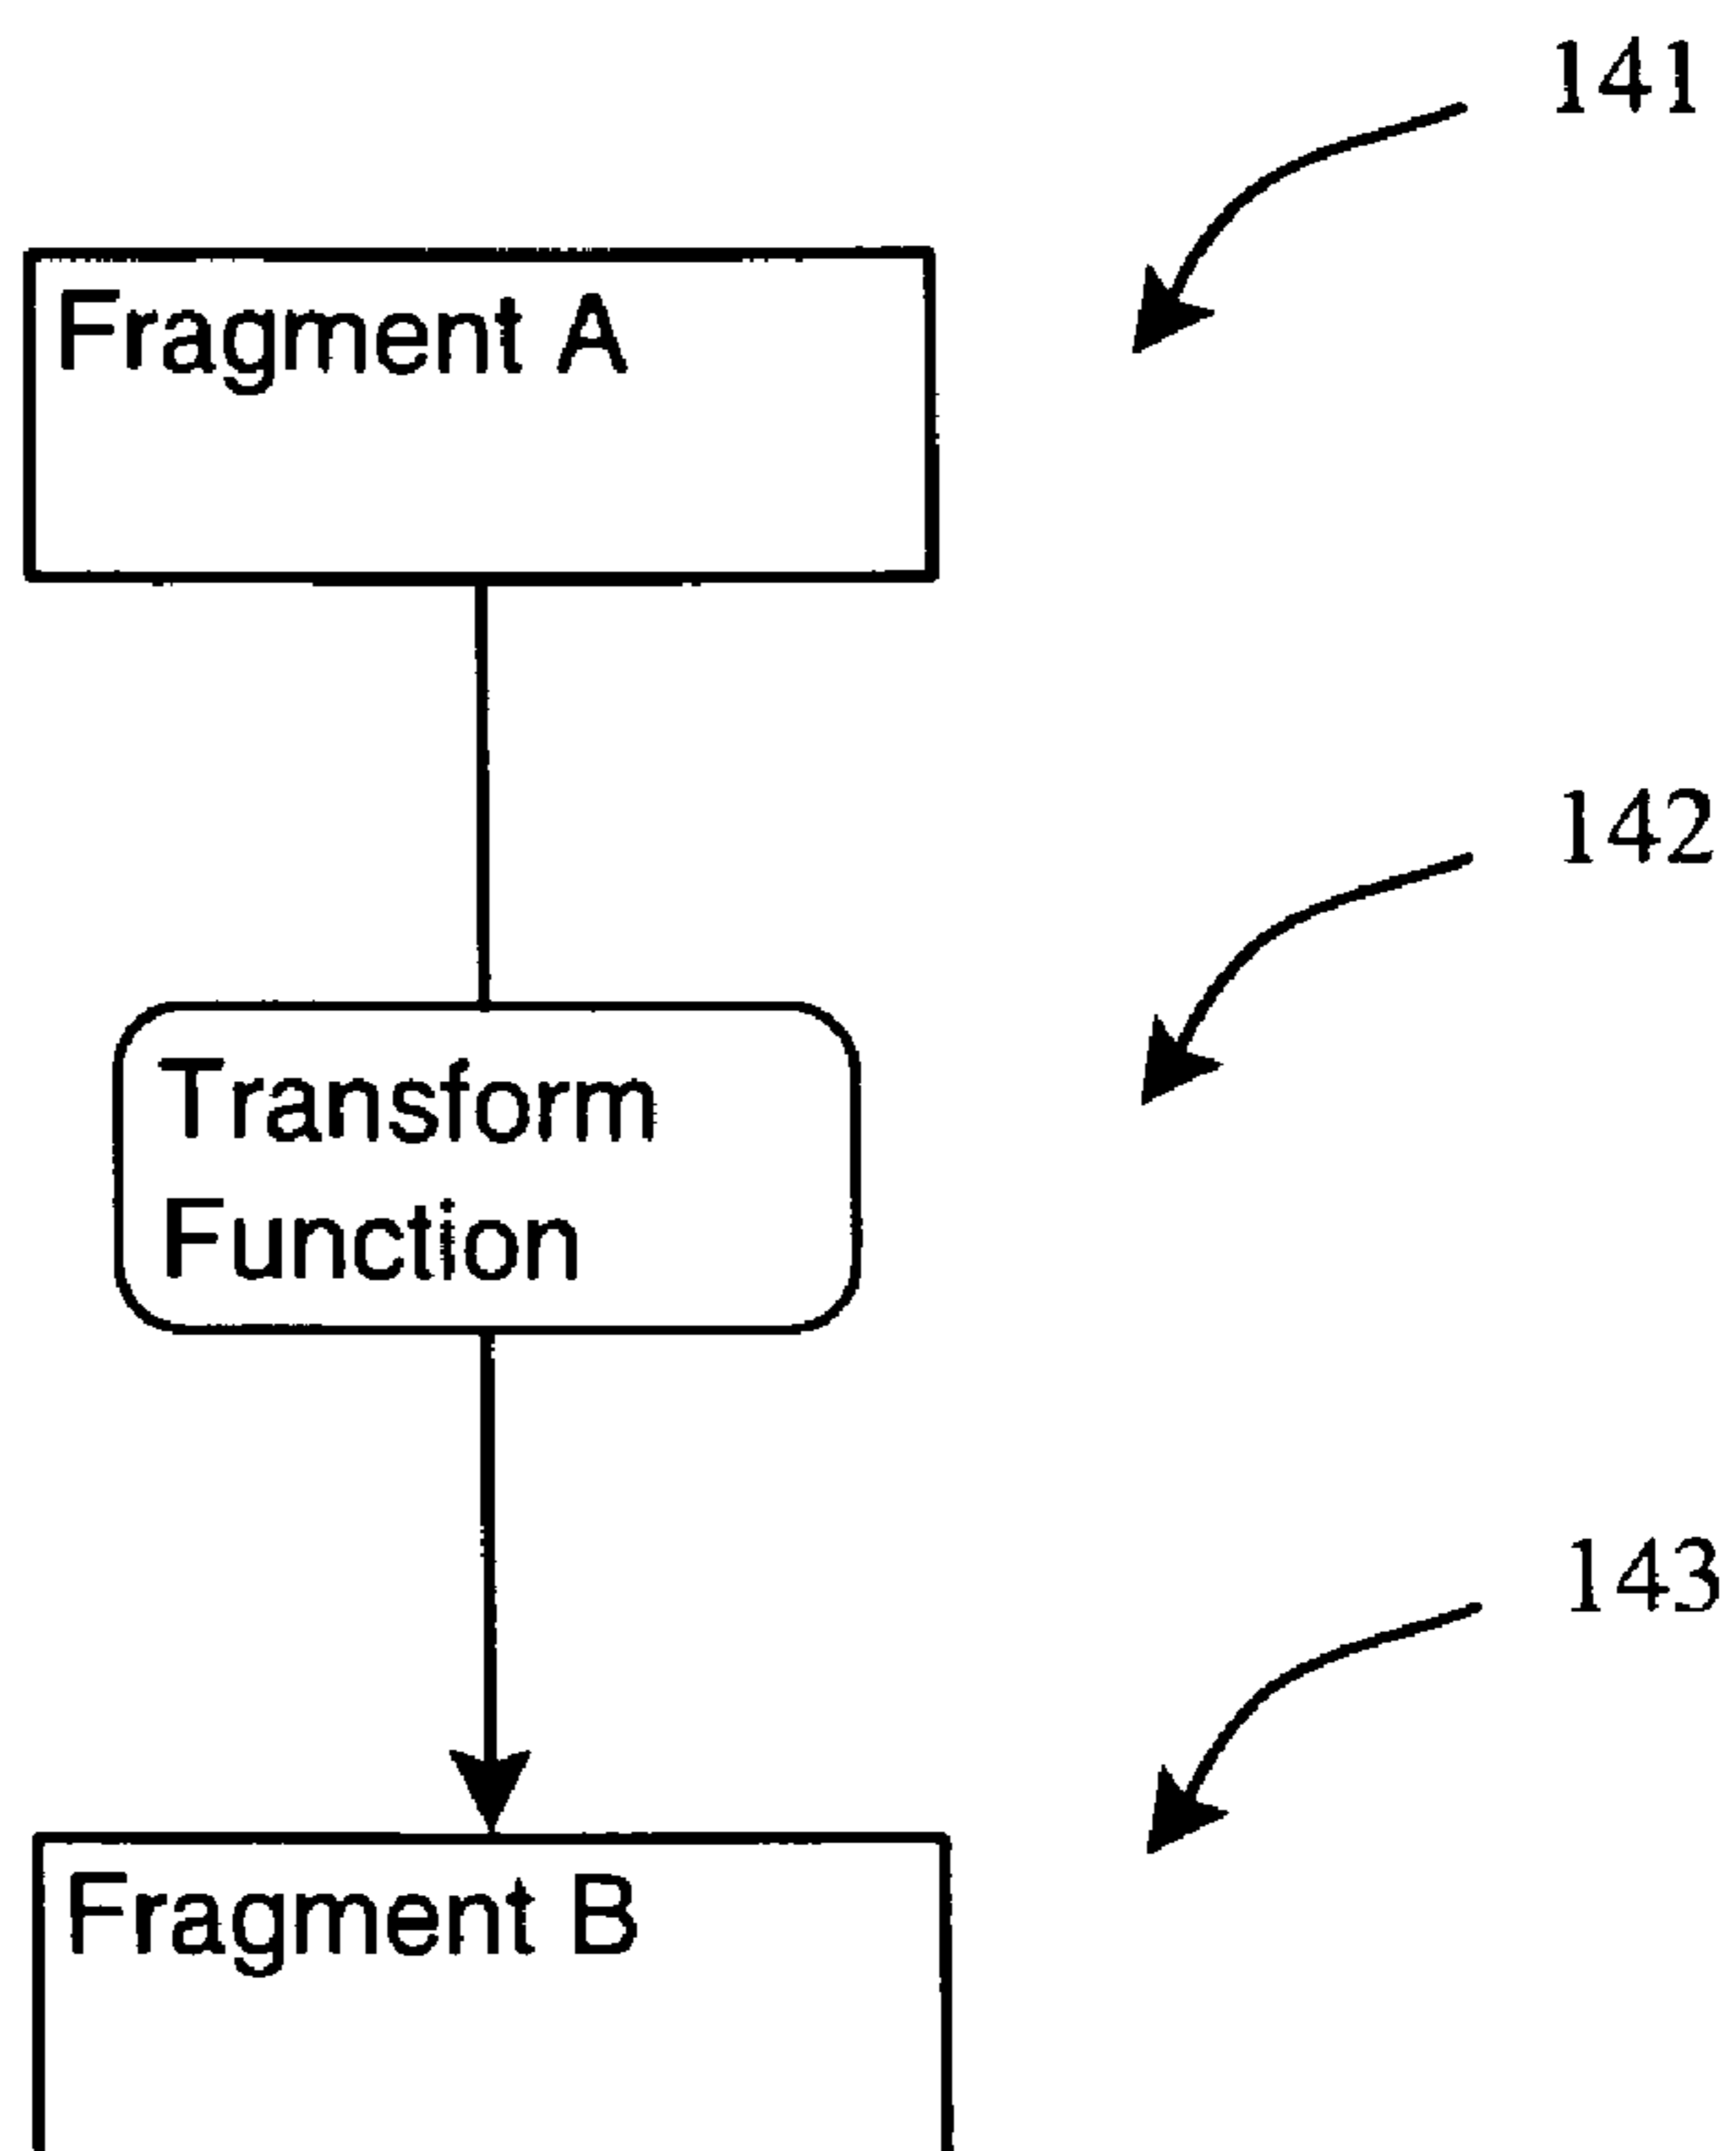 141
Fragment A
142
Transform
Function
143
Fragment B